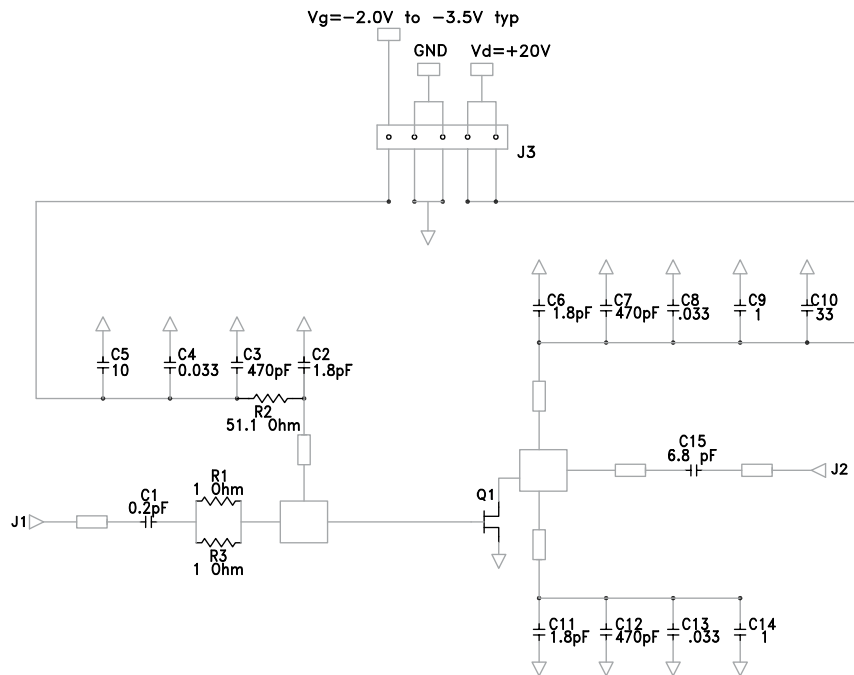 Vg=-2.0V to -3.5V typ
GND
Vd=+20V
J3
C6
1.8pF
C7
470pF
C8
.033
C9
1
C10
33
C5
10
C4
0.033
C3
470pF
C2
1.8pF
R2
51.1 Ohm
C15
6.8 pF
J2
R1
1 Ohm
C1
0.2pF
J1
Q1
R3
1 Ohm
C11
1.8pF
C12
470pF
C13
.033
C14
1